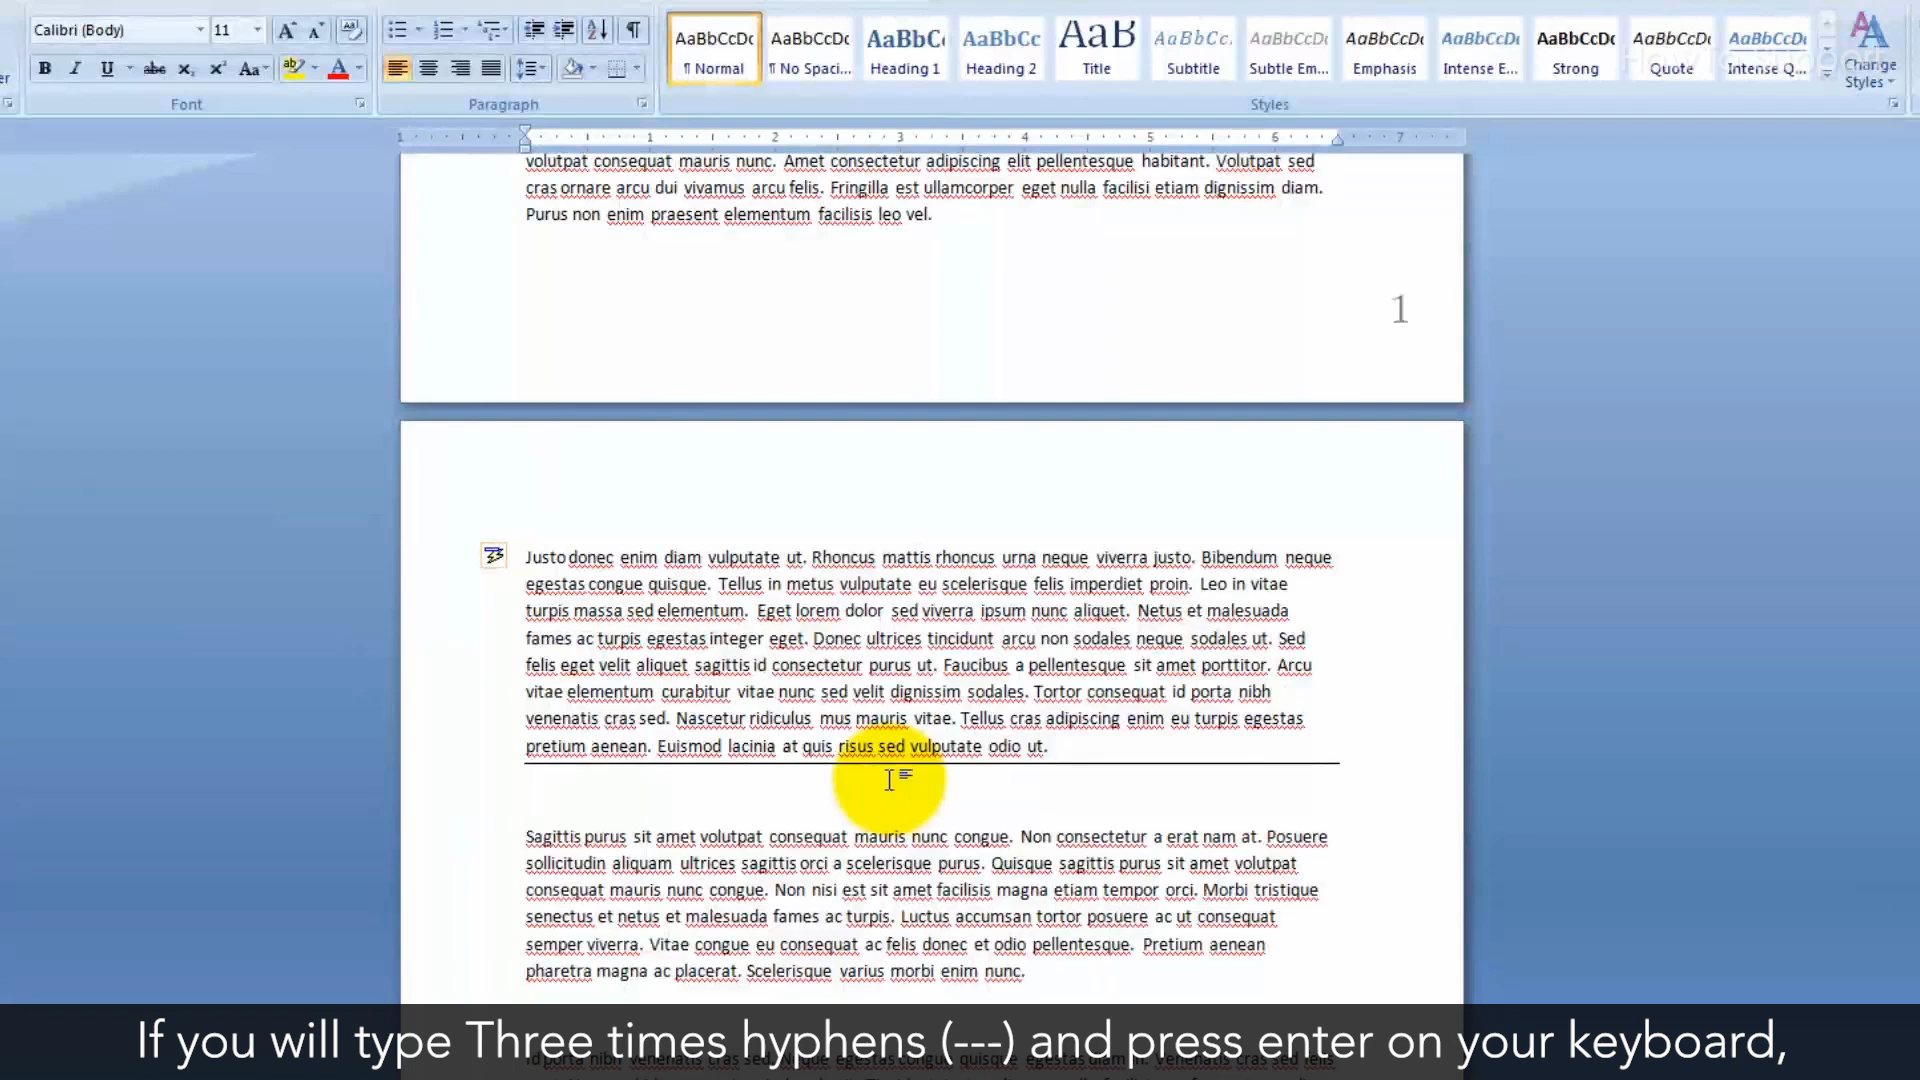 Calibri (Body) 11
Font
Paragraph
AaBbCcDc AaBbCcDc AaBbC AaBbCc AaB AaBbCc. AaBbCcDc AaBbCcDc AaBbCcDc AaBbCcDc AaBbCcDc AaBbCcDc
¶ Normal ¶ No Spaci... Heading 1 Heading 2 Title Subtitle Subtle Em... Emphasis Intense E... Strong Quote Intense Q...
Styles
Change
Styles
1 1 2 3 4 5 6 7
volutpat consequat mauris nunc. Amet consectetur adipiscing elit pellentesque habitant. Volutpat sed
cras ornare arcu dui vivamus arcu felis. Fringilla est ullamcorper eget nulla facilisi etiam dignissim diam.
Purus non enim praesent elementum facilisis leo vel.
1
Justo donec enim diam vulputate ut. Rhoncus mattis rhoncus urna neque viverra justo. Bibendum neque
egestas congue quisque. Tellus in metus vulputate eu scelerisque felis imperdiet proin. Leo in vitae
turpis massa sed elementum. Eget lorem dolor sed viverra ipsum nunc aliquet. Netus et malesuada
fames ac turpis egestas integer eget. Donec ultrices tincidunt arcu non sodales neque sodales ut. Sed
felis eget velit aliquet sagittis id consectetur purus ut. Faucibus a pellentesque sit amet porttitor. Arcu
vitae elementum curabitur vitae nunc sed velit dignissim sodales. Tortor consequat id porta nibh
venenatis cras sed. Nascetur ridiculus mus mauris vitae. Tellus cras adipiscing enim eu turpis egestas
pretium aenean. Euismod lacinia at quis risus sed vulputate odio ut.
Sagittis purus sit amet volutpat consequat mauris nunc congue. Non consectetur a erat nam at. Posuere
sollicitudin aliquam ultrices sagittis orci a scelerisque purus. Quisque sagittis purus sit amet volutpat
consequat mauris nunc congue. Non nisi est sit amet facilisis magna etiam tempor orci. Morbi tristique
senectus et netus et malesuada fames ac turpis. Luctus accumsan tortor posuere ac ut consequat
semper viverra. Vitae congue eu consequat ac felis donec et odio pellentesque. Pretium aenean
pharetra magna ac placerat. Scelerisque varius morbi enim nunc.
If you will type Three times hyphens (---) and press enter on your keyboard,